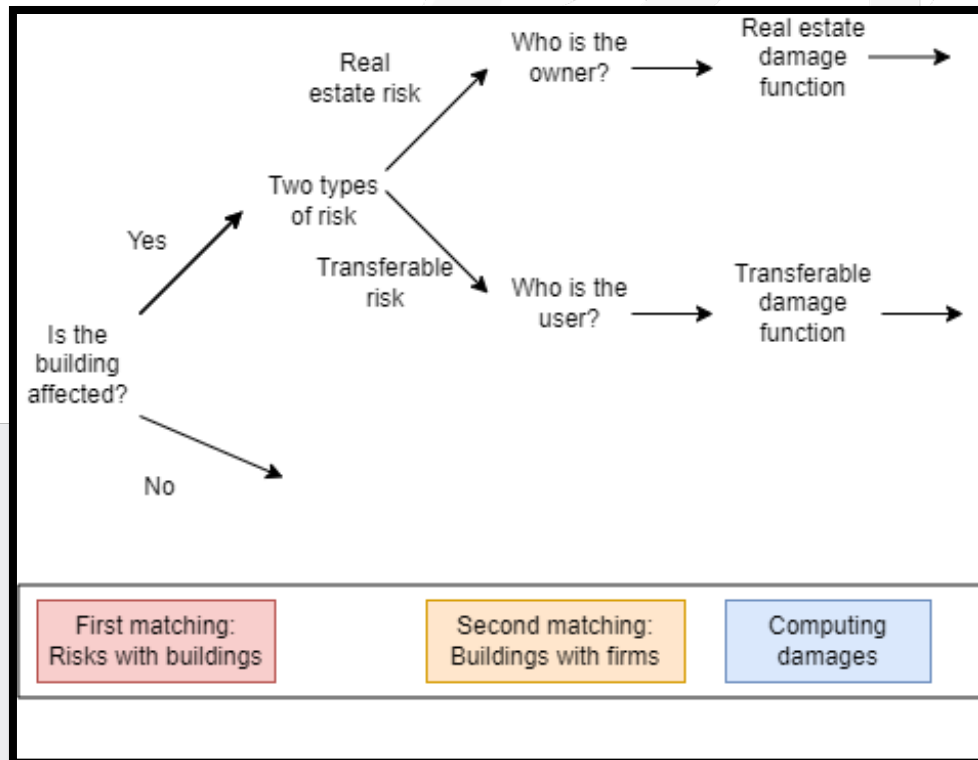 Real
estate risk
Who is the
owner?
Real estate
damage
function
Two types
of risk
Yes
Transferable
risk
Who is the
user?
Transferable
damage
function
Is the
building
affected?
No
First matching:
Risks with buildings
Second matching:
Buildings with firms
Computing
damages